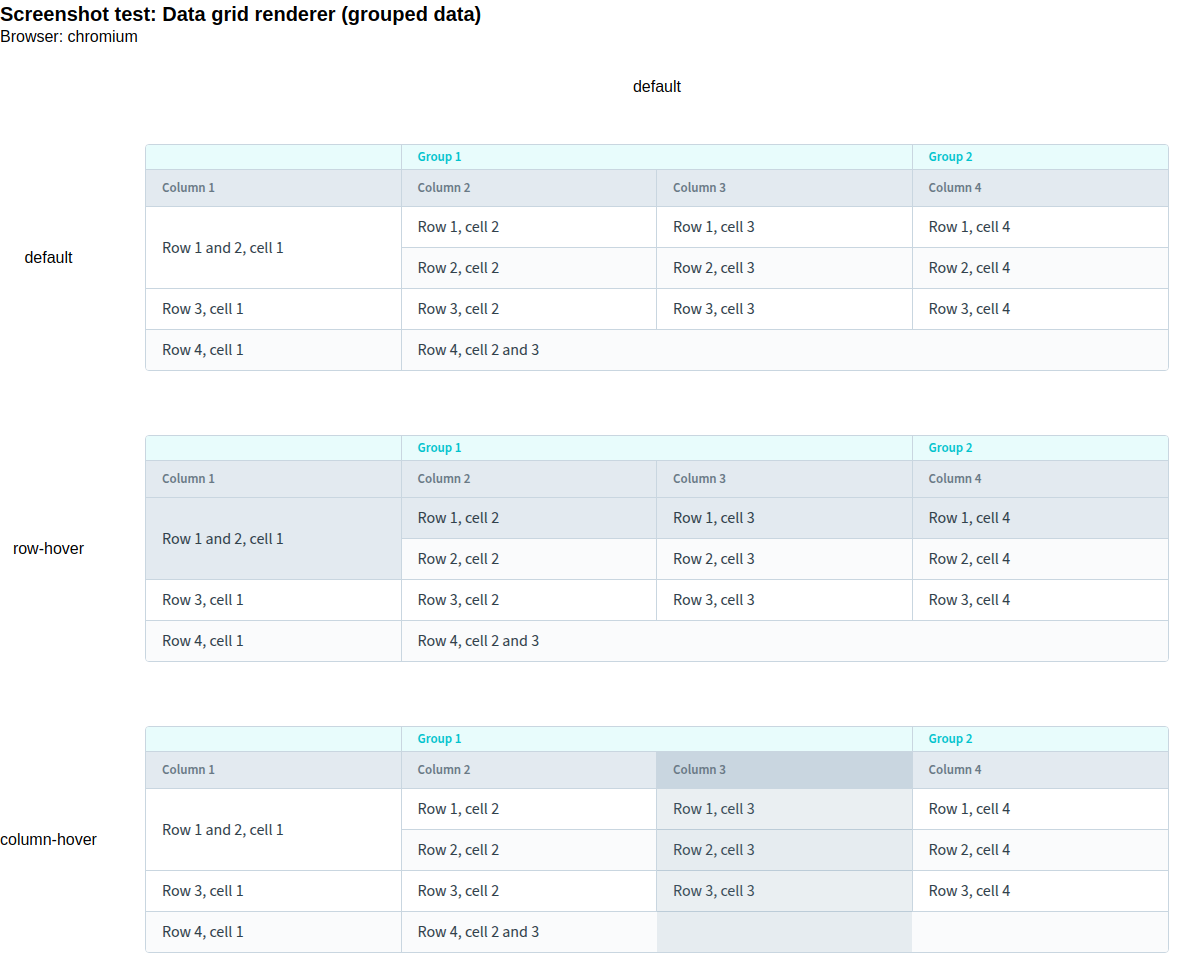 Screenshot test: Data grid renderer (grouped data)
Browser: chromium
default
default
Group 1 Group 2
Column 1 Column 2 Column 3 Column 4
Row 1 and 2, cell 1 Row 1, cell 2 Row 1, cell 3 Row 1, cell 4
Row 2, cell 2 Row 2, cell 3 Row 2, cell 4
Row 3, cell 1 Row 3, cell 2 Row 3, cell 3 Row 3, cell 4
Row 4, cell 1 Row 4, cell 2 and 3
row-hover
Group 1 Group 2
Column 1 Column 2 Column 3 Column 4
Row 1 and 2, cell 1 Row 1, cell 2 Row 1, cell 3 Row 1, cell 4
Row 2, cell 2 Row 2, cell 3 Row 2, cell 4
Row 3, cell 1 Row 3, cell 2 Row 3, cell 3 Row 3, cell 4
Row 4, cell 1 Row 4, cell 2 and 3
column-hover
Group 1 Group 2
Column 1 Column 2 Column 3 Column 4
Row 1 and 2, cell 1 Row 1, cell 2 Row 1, cell 3 Row 1, cell 4
Row 2, cell 2 Row 2, cell 3 Row 2, cell 4
Row 3, cell 1 Row 3, cell 2 Row 3, cell 3 Row 3, cell 4
Row 4, cell 1 Row 4, cell 2 and 3